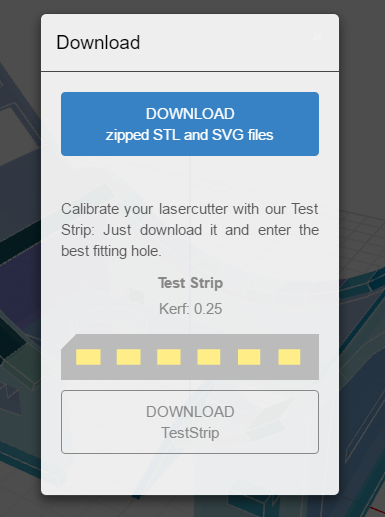 Download
DOWNLOAD
zipped STL and SVG files
Calibrate your lasercutter with our Test
Strip: Just download it and enter the
best fitting hole.
Test Strip
Kerf: 0.25
DOWNLOAD
TestStrip